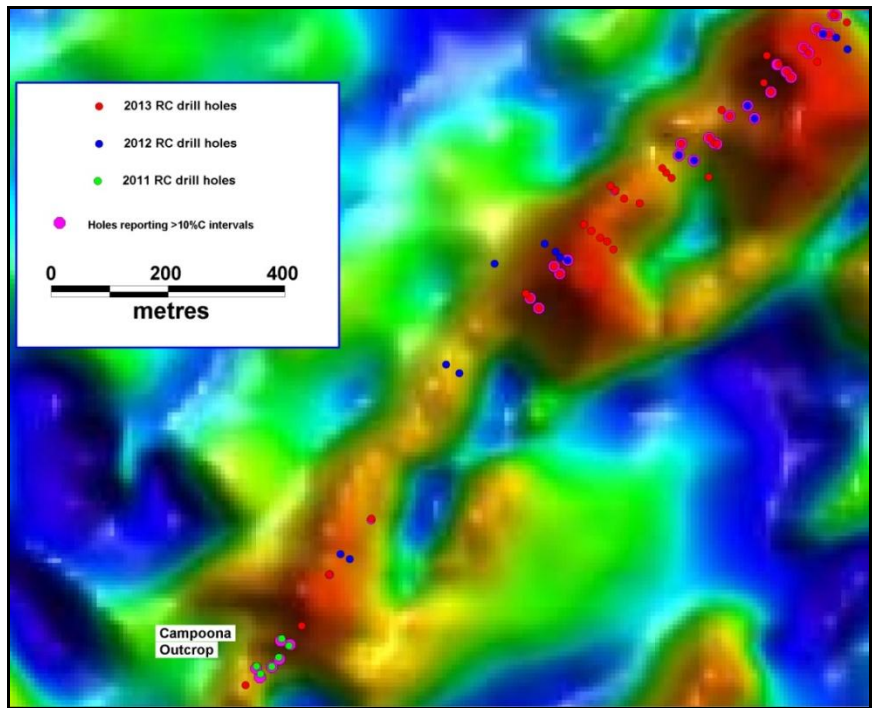 2013 RC drill holes
2012 RC drill holes
2011 RC drill holes
Holes reporting >10%C intervals
0 200 400
metres
Campoona
Outcrop